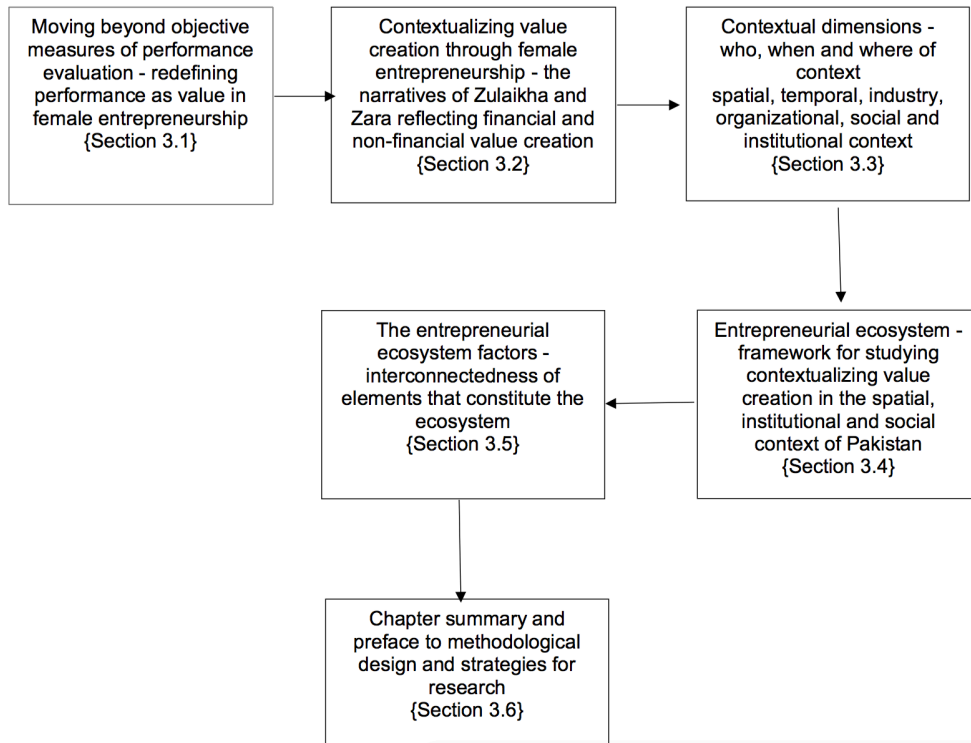 Moving beyond objective
measures of performance
evaluation - redefining
performance as value in
female entrepreneurship
{Section 3.1}
Contextualizing value
creation through female
entrepreneurship - the
narratives of Zulaikha and
Zara reflecting financial and
non-financial value creation
{Section 3.2}
Contextual dimensions -
who, when and where of
context
spatial, temporal, industry,
organizational, social and
institutional context
{Section 3.3}
Entrepreneurial ecosystem -
framework for studying
contextualizing value
creation in the spatial,
institutional and social
context of Pakistan
{Section 3.4}
The entrepreneurial
ecosystem factors -
interconnectedness of
elements that constitute the
ecosystem
{Section 3.5}
Chapter summary and
preface to methodological
design and strategies for
research
{Section 3.6}